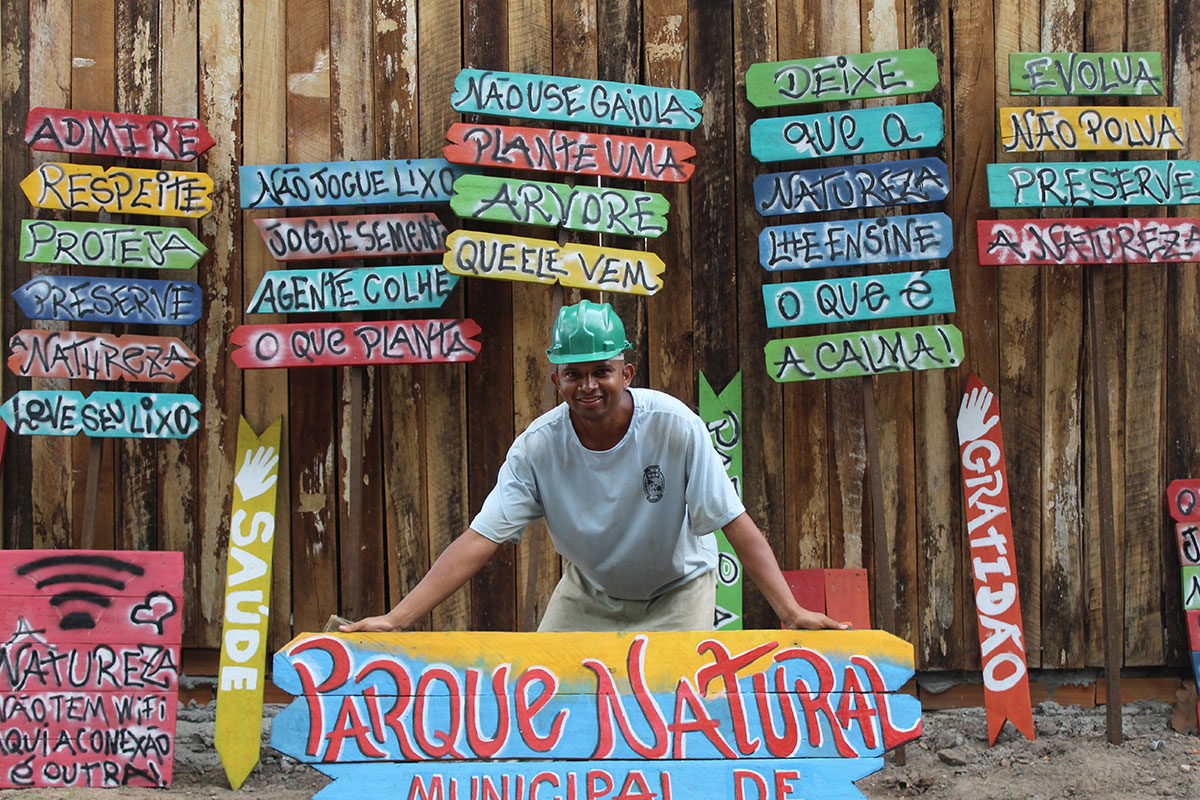 ADMIRE
RESPEITE
PROTEJA
PRESERVE
A NATUREZA
LEVE SEU LIXO
NÃO JOGUE LIXO
JOGUE SEMENTE
AGENTE COLHE
O QUE PLANTA
NÃO USE GAIOLA
PLANTE UMA
ARVORE
QUE ELE VEM
DEIXE
QUE A
NATUREZA
LHE ENSINE
O QUE É
A CALMA!
EVOLUA
NÃO POLUA
PRESERVE
A NATUREZA
SAÚDE
GRATIDÃO
A
NATUREZA
NÃO TEM WIFI
AQUI A CONEXÃO
É OUTRA!
PARQUE NATURAL
MUNICIPAL DE